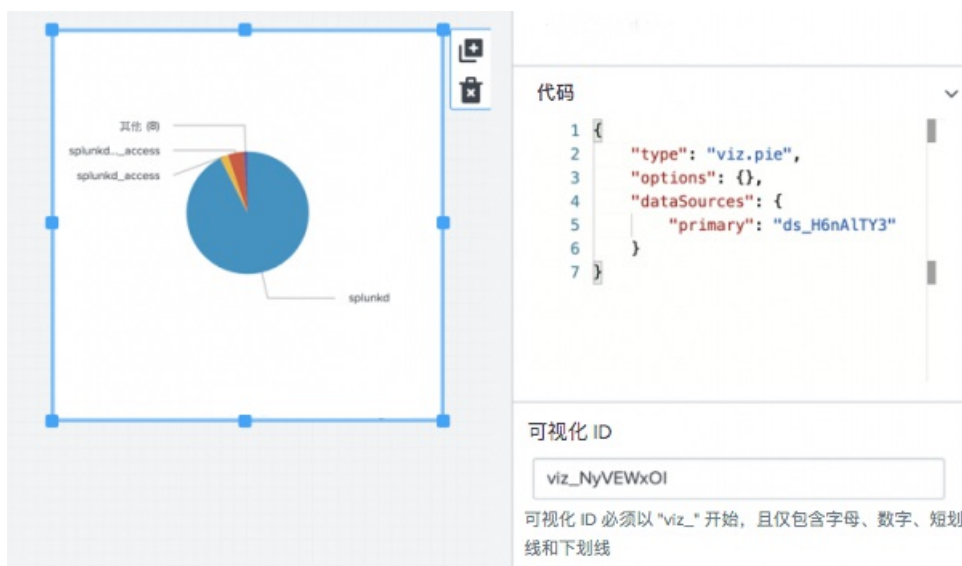 其他 (8)
splunkd..._access
splunkd_access
splunkd
代码
1 {
2 "type": "viz.pie",
3 "options": {},
4 "dataSources": {
5 "primary": "ds_H6nAlTY3"
6 }
7 }
可视化 ID
viz_NyVEWxOI
可视化 ID 必须以 "viz_" 开始，且仅包含字母、数字、短划
线和下划线